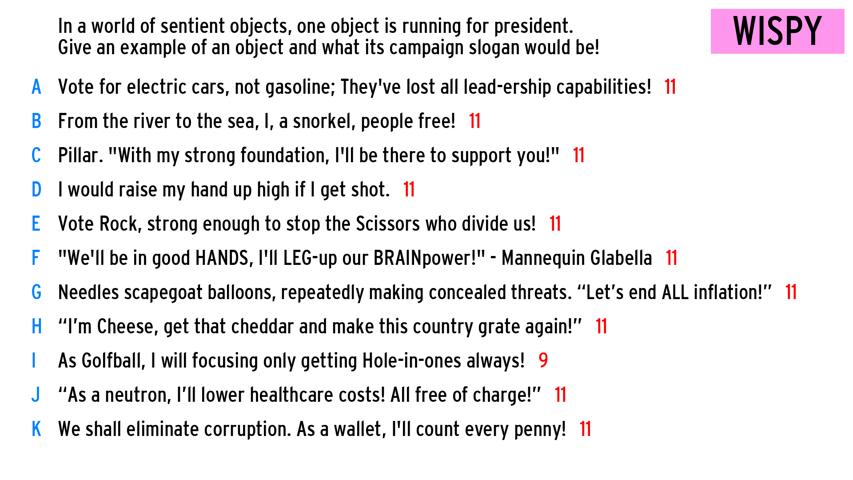 In a world of sentient objects, one object is running for president.
Give an example of an object and what its campaign slogan would be!
WISPY
A Vote for electric cars, not gasoline; They've lost all lead-ership capabilities! 11
B From the river to the sea, I, a snorkel, people free! 11
C Pillar. "With my strong foundation, I'll be there to support you!" 11
D I would raise my hand up high if I get shot. 11
E Vote Rock, strong enough to stop the Scissors who divide us! 11
F "We'll be in good HANDS, I'll LEG-up our BRAINpower!" - Mannequin Glabella 11
G Needles scapegoat balloons, repeatedly making concealed threats. “Let’s end ALL inflation!” 11
H “I’m Cheese, get that cheddar and make this country grate again!” 11
I As Golfball, I will focusing only getting Hole-in-ones always! 9
J “As a neutron, I’ll lower healthcare costs! All free of charge!” 11
K We shall eliminate corruption. As a wallet, I'll count every penny! 11